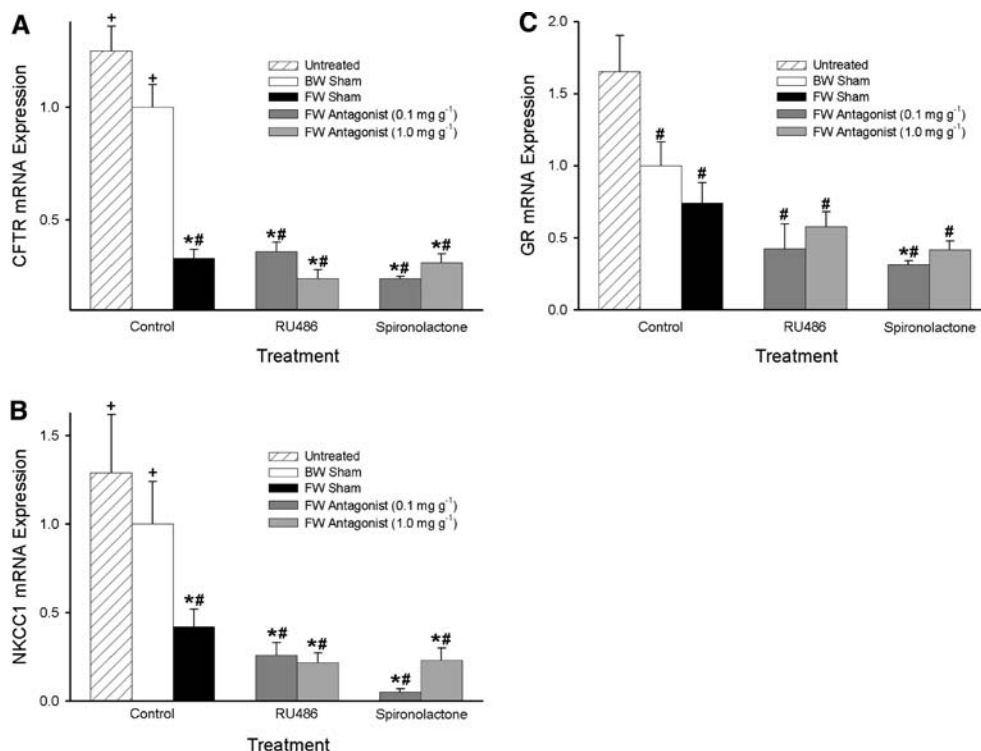 A
CFTR mRNA Expression
1.0
0.5
+
+
*#
*#
*#
*#
*#
Untreated
BW Sham
FW Sham
FW Antagonist (0.1 mg g⁻¹)
FW Antagonist (1.0 mg g⁻¹)
Control
RU486
Spironolactone
Treatment
B
NKCC1 mRNA Expression
1.5
1.0
0.5
0.0
+
+
*#
*#
*#
*#
*#
Untreated
BW Sham
FW Sham
FW Antagonist (0.1 mg g⁻¹)
FW Antagonist (1.0 mg g⁻¹)
Control
RU486
Spironolactone
Treatment
C
GR mRNA Expression
2.0
1.5
1.0
0.5
0.0
#
#
#
#
*#
#
Untreated
BW Sham
FW Sham
FW Antagonist (0.1 mg g⁻¹)
FW Antagonist (1.0 mg g⁻¹)
Control
RU486
Spironolactone
Treatment